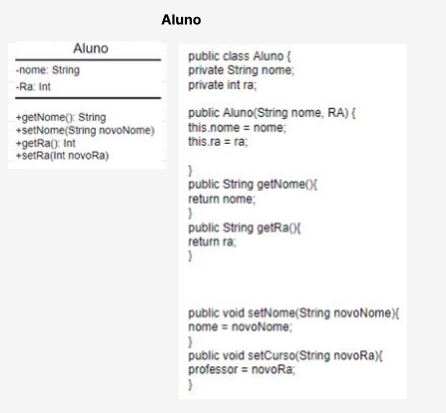 Aluno
Aluno
-nome: String
-Ra: Int
+getNome(): String
+setNome(String novoNome)
+getRa(): Int
+setRa(Int novoRa)
public class Aluno {
private String nome;
private int ra;
public Aluno(String nome, RA) {
this.nome = nome;
this.ra = ra;
}
public String getNome(){
return nome;
}
public String getRa(){
return ra;
}
public void setNome(String novoNome){
nome = novoNome;
}
public void setCurso(String novoRa){
professor = novoRa;
}